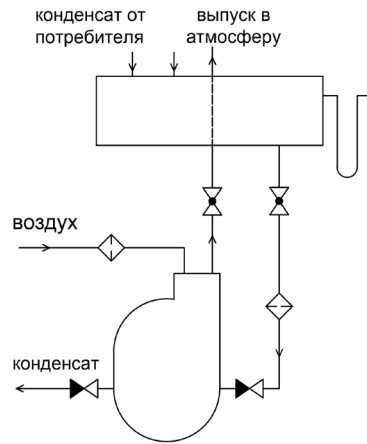 конденсат от
потребителя
выпуск в
атмосферу
воздух
конденсат